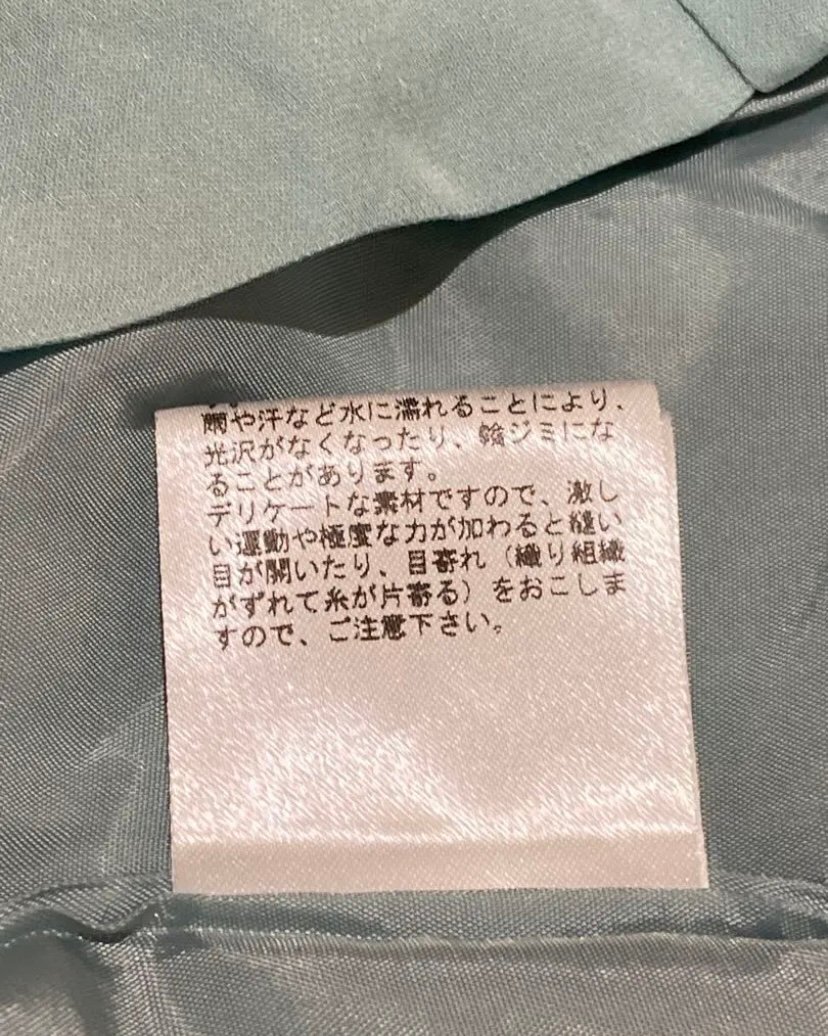 雨や汗など水に濡れることにより、
光沢がなくなったり、輪ジミにな
ることがあります。
デリケートな素材ですので、激し
い運動や極度な力が加わると縫い
目が開いたり、目寄れ（織り組織
がずれて糸が片寄る）をおこしま
すので、ご注意下さい。